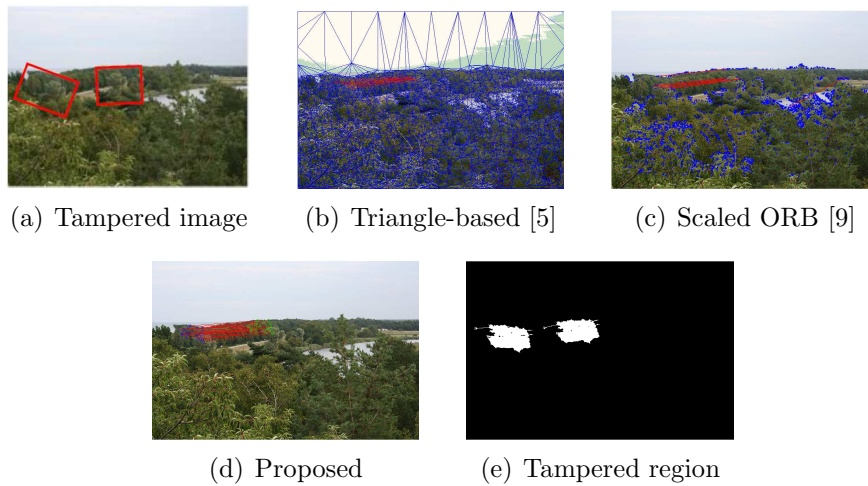 (a) Tampered image
(b) Triangle-based [5]
(c) Scaled ORB [9]
(d) Proposed
(e) Tampered region